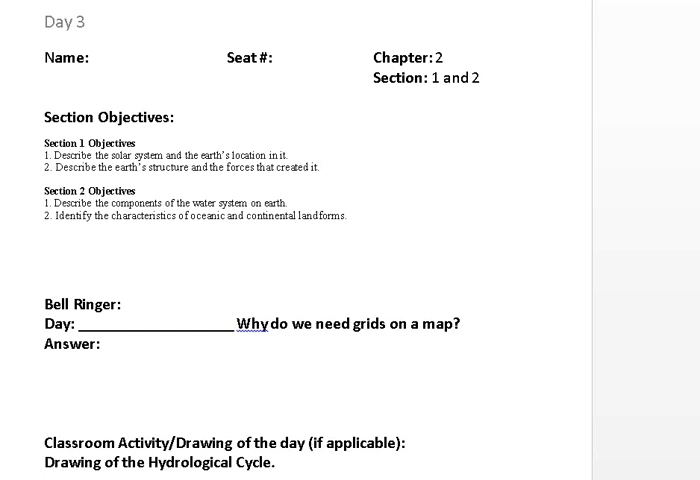 Day 3
Name: Seat #: Chapter: 2
Section: 1 and 2
Section Objectives:
Section 1 Objectives
1. Describe the solar system and the earth's location in it.
2. Describe the earth's structure and the forces that created it.
Section 2 Objectives
1. Describe the components of the water system on earth.
2. Identify the characteristics of oceanic and continental landforms.
Bell Ringer:
Day: ____________________ Why do we need grids on a map?
Answer:
Classroom Activity/Drawing of the day (if applicable):
Drawing of the Hydrological Cycle.